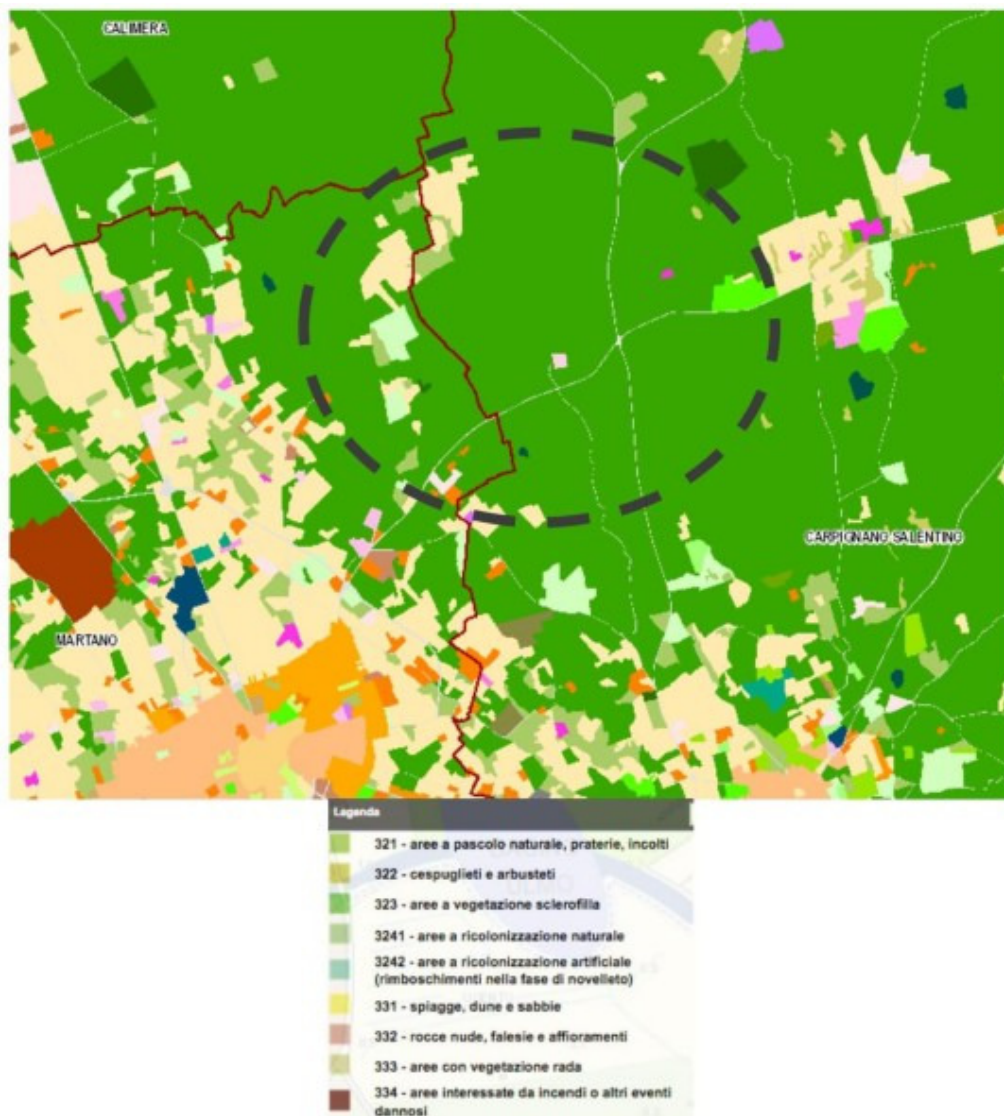 CALIMERA
CARPIGNANO SALENTINO
MARTANO
Legenda
321 - aree a pascolo naturale, praterie, incolti
322 - cespuglieti e arbusteti
323 - aree a vegetazione sclerofilla
3241 - aree a ricolonizzazione naturale
3242 - aree a ricolonizzazione artificiale
(rimboschimenti nella fase di novelleto)
331 - spiagge, dune e sabbie
332 - rocce nude, falesie e affioramenti
333 - aree con vegetazione rada
334 - aree interessate da incendi o altri eventi
dannosi